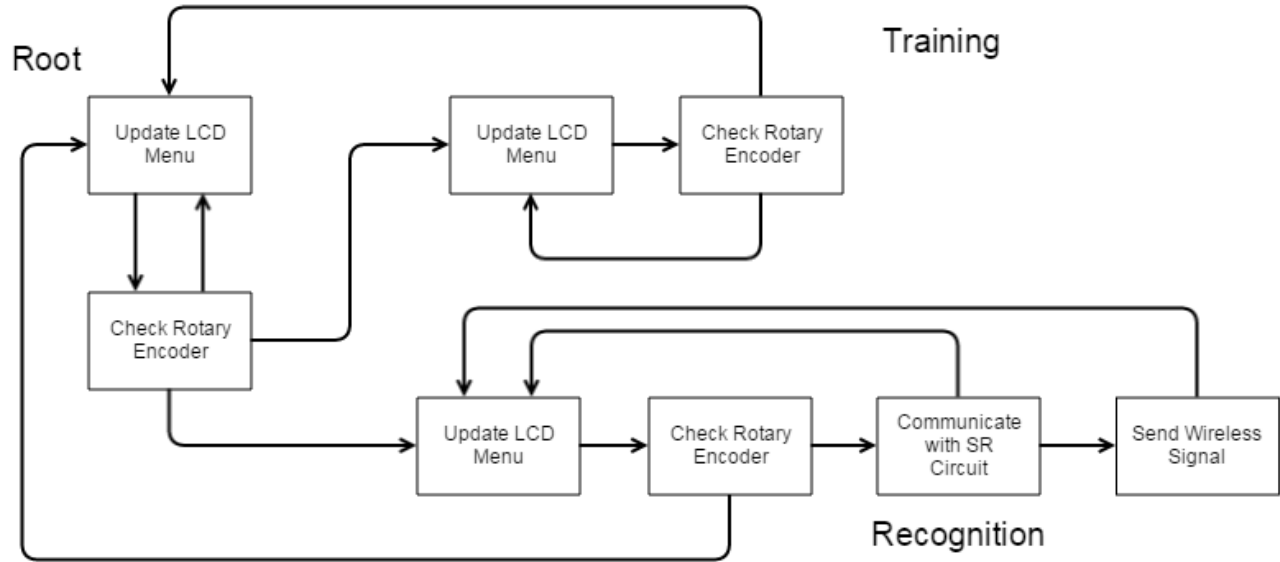 Root
Training
Update LCD
Menu
Update LCD
Menu
Check Rotary
Encoder
Check Rotary
Encoder
Update LCD
Menu
Check Rotary
Encoder
Communicate
with SR
Circuit
Send Wireless
Signal
Recognition